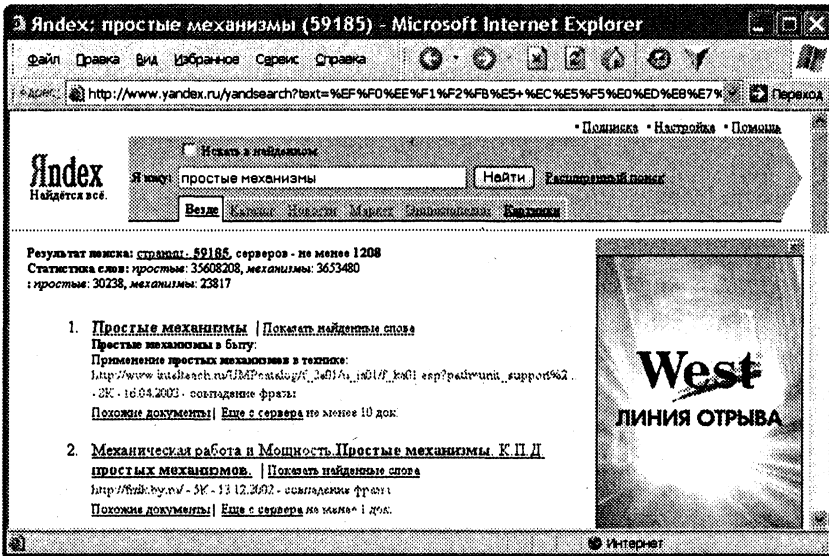 Яndex: простые механизмы (59185) - Microsoft Internet Explorer
Файл Правка Вид Избранное Сервис Справка
Адрес: http://www.yandex.ru/yandsearch?text=%EF%F0%EE%F1%F2%FB%E5+%EC%E5%F5%E0%ED%E8%E7% Переход
• Подписка • Настройка • Помощь
Искать в найденном
Яndex
Найдётся всё.
Я ищу: простые механизмы Найти Расширенный поиск
Везде Каталог Новости Маркет Энциклопедии Картинки
Результат поиска: страниц - 59185, серверов - не менее 1208
Статистика слов: простые: 35608208, механизмы: 3653480
: простые: 30238, механизмы: 23817
1. Простые механизмы | Показать найденные слова
Простые механизмы в быту:
Применение простых механизмов в технике:
- 2K - 16.04.2003 - совпадение фразы
Похожие документы | Еще с сервера не менее 10 док.
2. Механическая работа и Мощность.Простые механизмы. К.П.Д.
простых механизмов. | Показать найденные слова
- 5K - 13.12.2002 - совпадение фразы
Похожие документы | Еще с сервера не менее 1 док.
West
ЛИНИЯ ОТРЫВА
Интернет